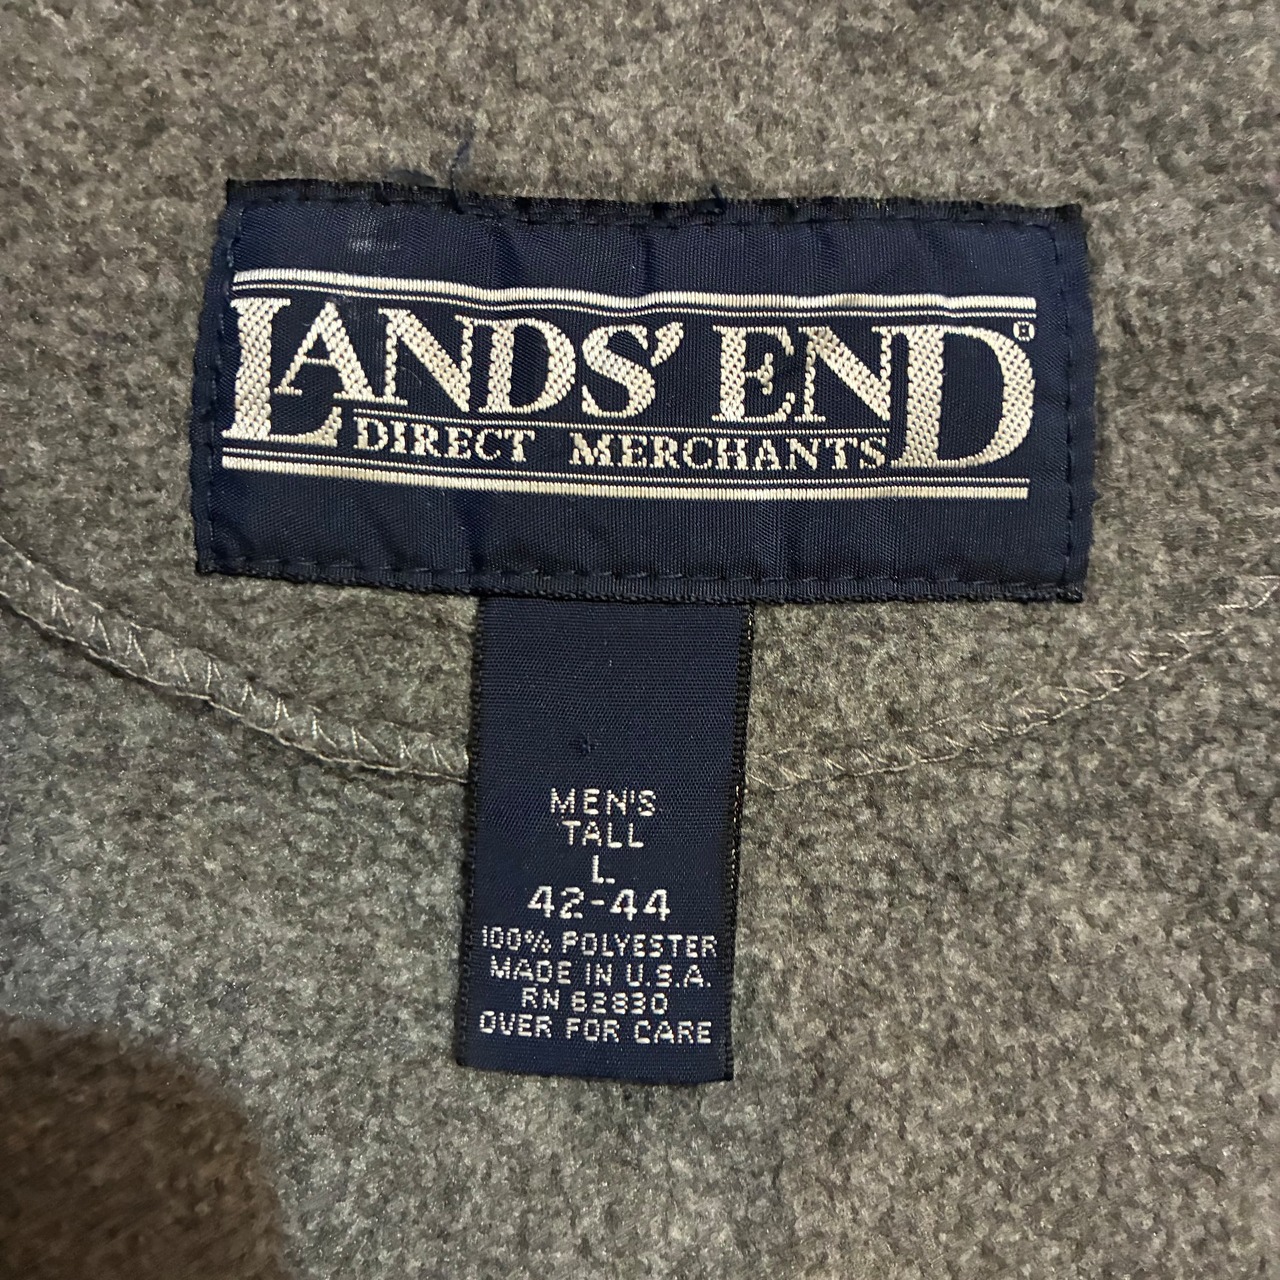 LANDS' END®
DIRECT MERCHANTS
MEN'S
TALL
L
42-44
100% POLYESTER
MADE IN U.S.A.
RN 62830
OVER FOR CARE